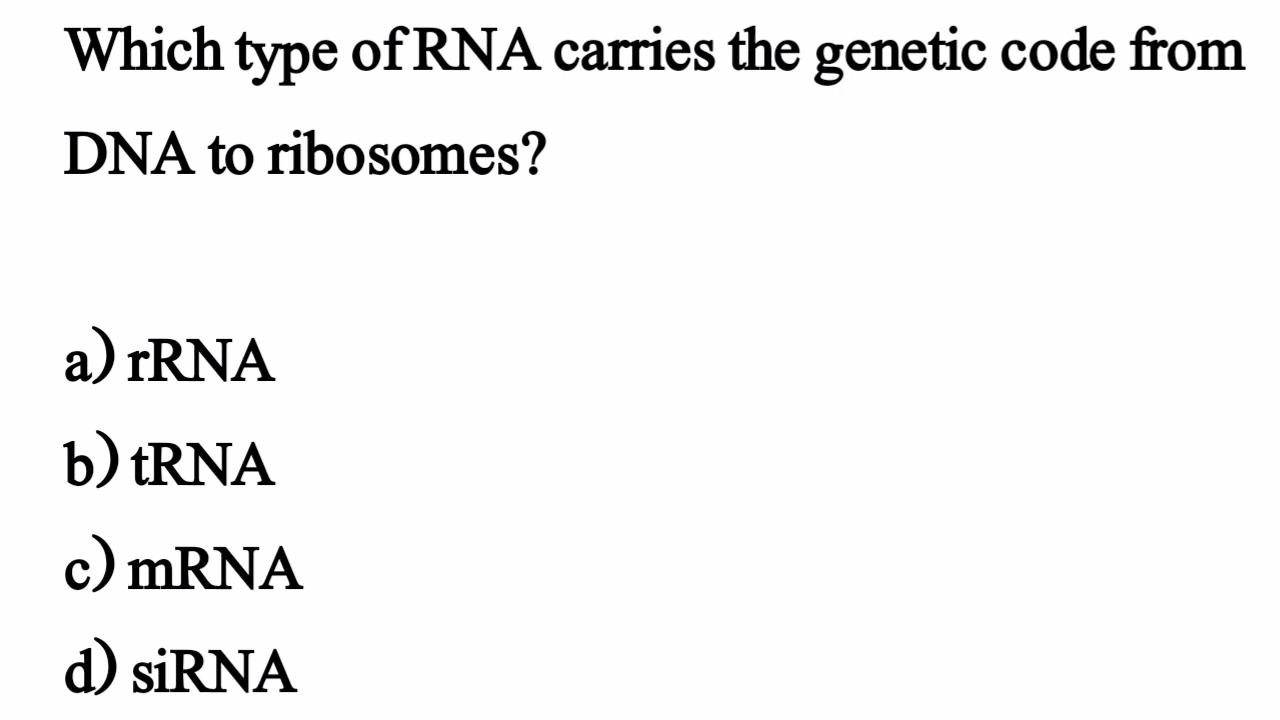 Which type of RNA carries the genetic code from
DNA to ribosomes?
a) rRNA
b) tRNA
c) mRNA
d) siRNA